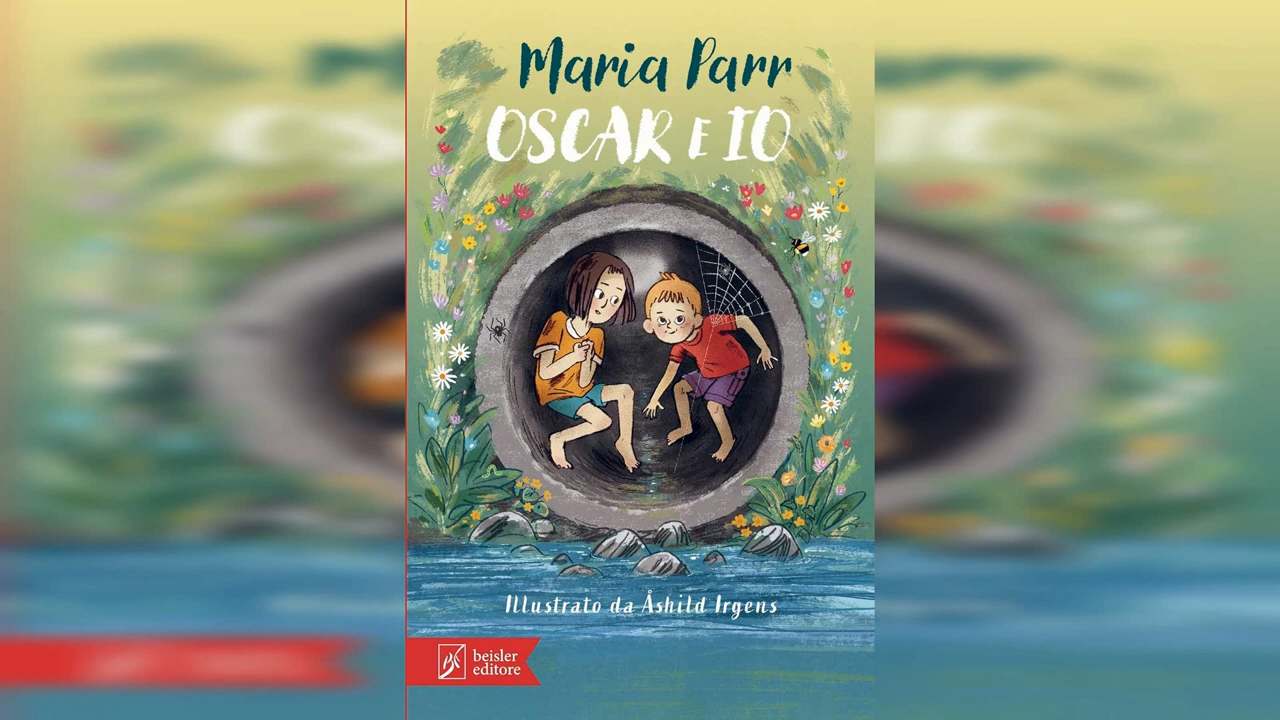 Maria Parr
OSCAR E IO
Illustrato da Åshild Irgens
beisler
editore